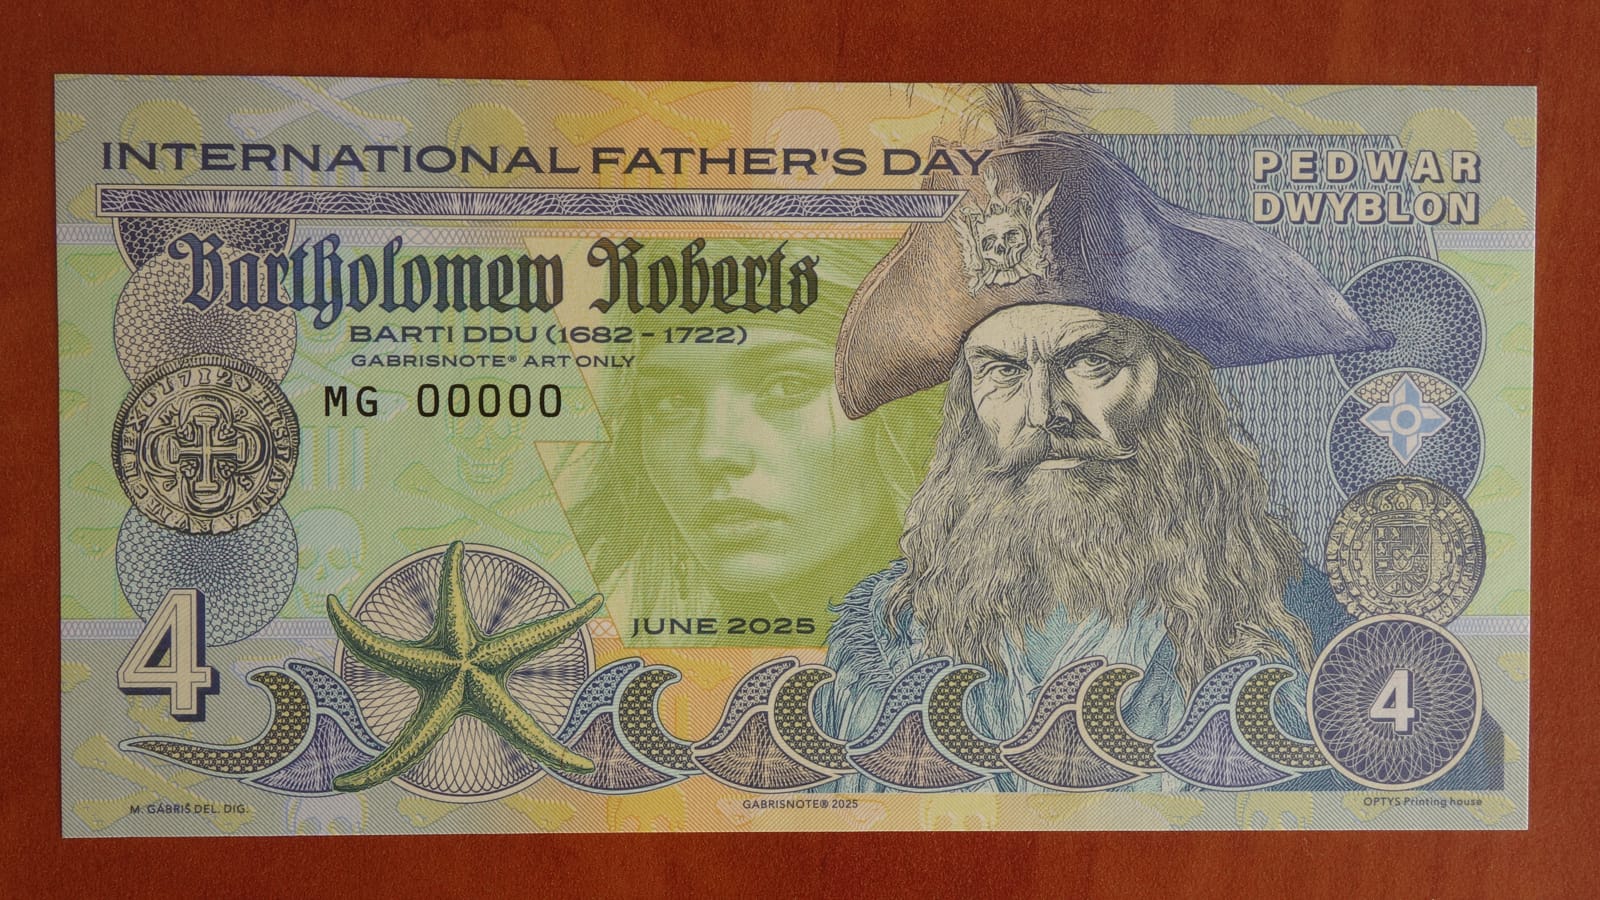 INTERNATIONAL FATHER'S DAY
PEDWAR
DWYBLON
Bartholomew Roberts
BARTI DDU (1682 - 1722)
GABRISNOTE® ART ONLY
MG 00000
JUNE 2025
4
4
M. GÁBRIŠ DEL. DIG.
GABRISNOTE® 2025
OPTYS Printing house